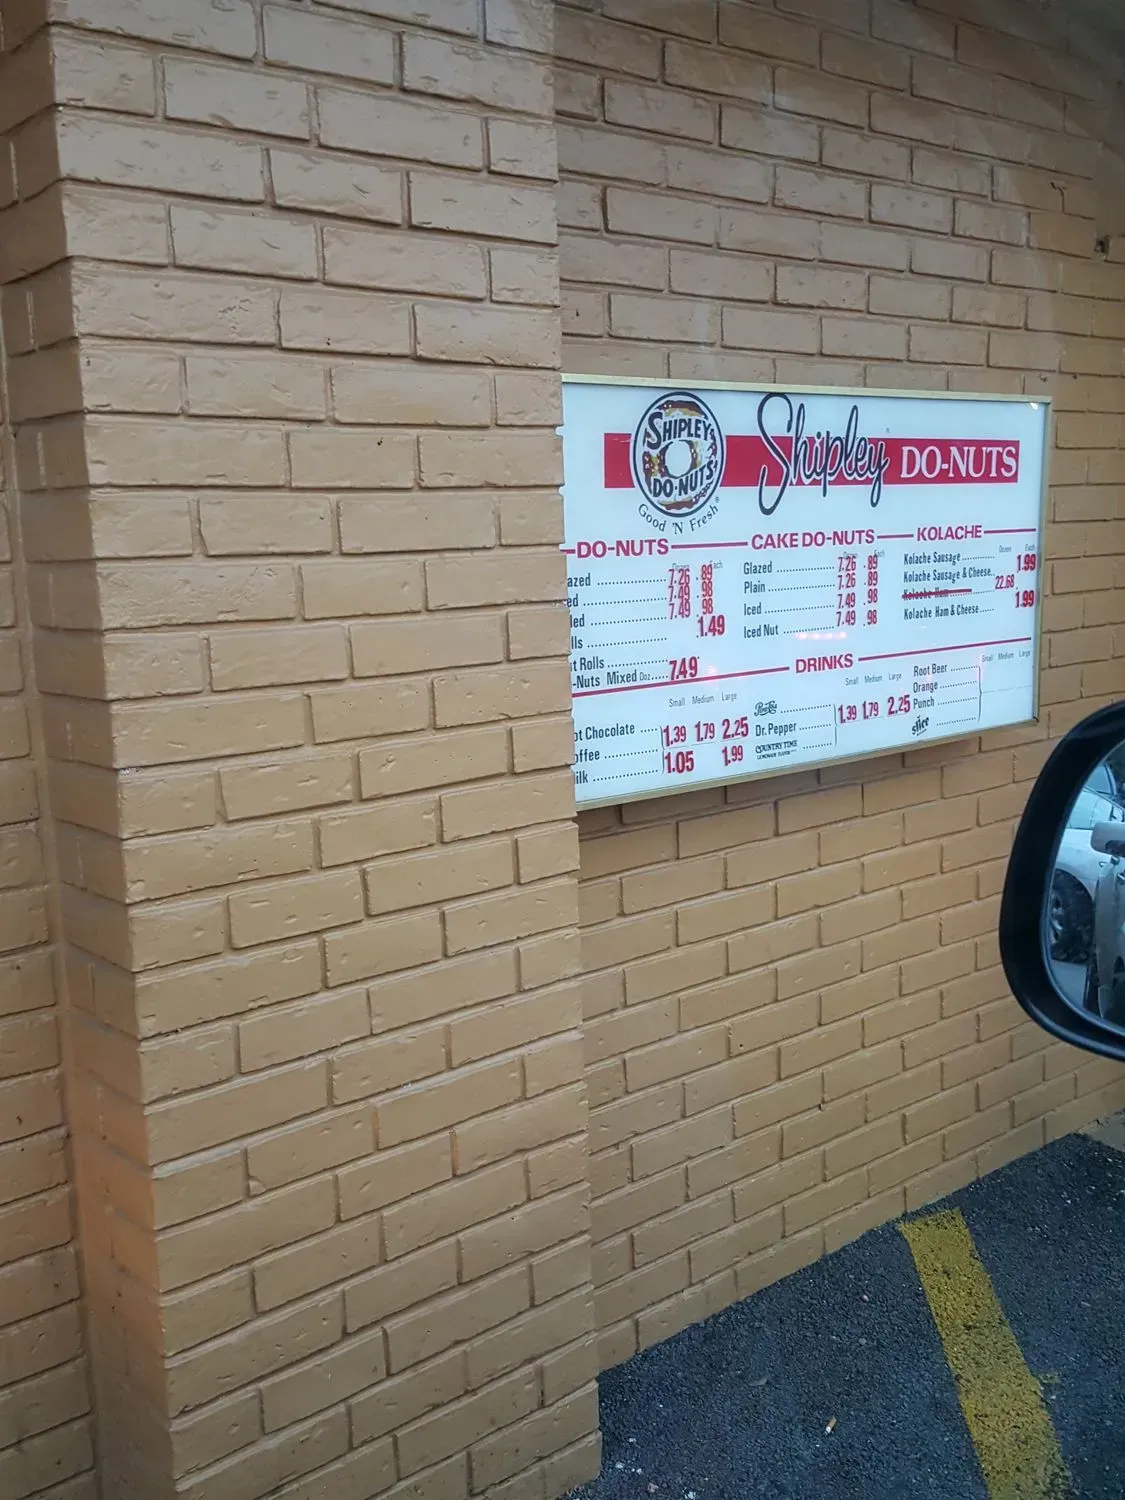 SHIPLEY
DO-NUTS
Good 'N Fresh®
Shipley DO-NUTS
DO-NUTS
Dozen Each
azed 7.26 .89
ed 7.49 .98
led 7.49 .98
lls 1.49
t Rolls
-Nuts Mixed Doz. 7.49
CAKE DO-NUTS
Dozen Each
Glazed 7.26 .89
Plain 7.26 .89
Iced 7.49 .98
Iced Nut 7.49 .98
KOLACHE
Dozen Each
Kolache Sausage 1.99
Kolache Sausage & Cheese 22.68
Kolache Ham
Kolache Ham & Cheese 1.99
DRINKS
Small Medium Large
ot Chocolate 1.39 1.79 2.25
offee 1.05 1.99
ilk
Small Medium Large
Dr. Pepper 1.39 1.79 2.25
COUNTRY TIME
LEMONADE FLAVOR
Small Medium Large
Root Beer
Orange
Punch
slice